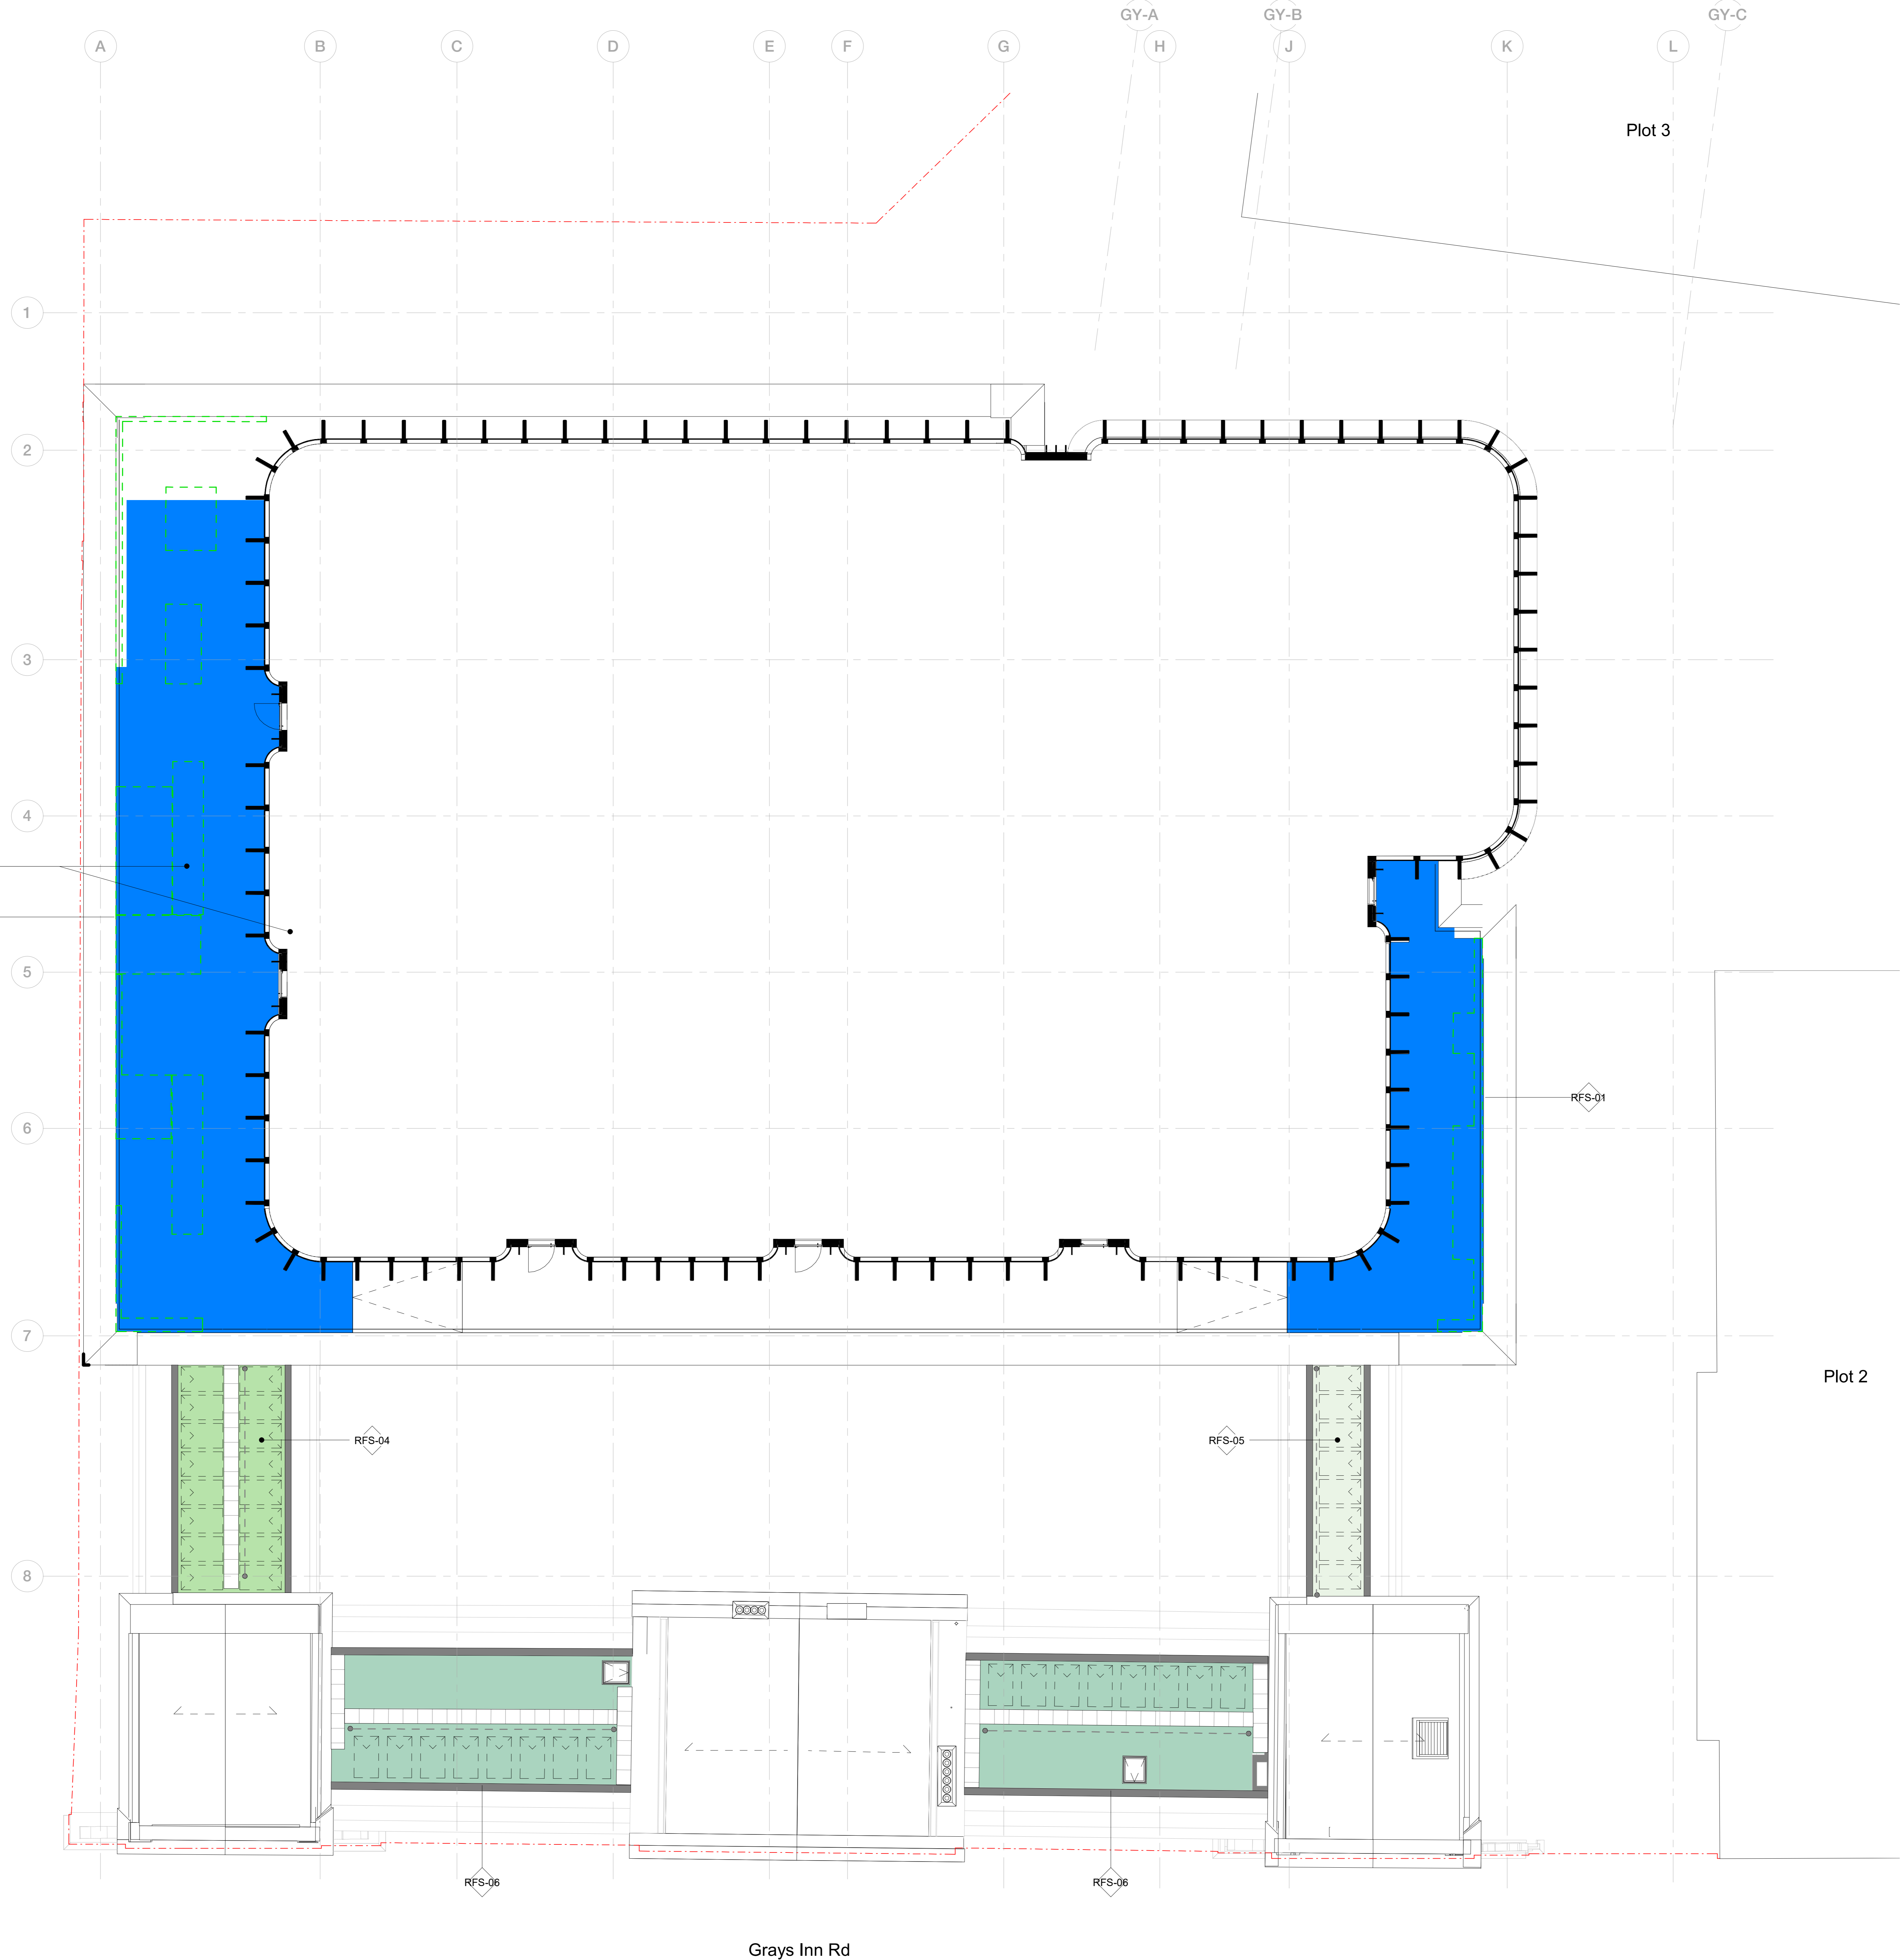 GY-A GY-B GY-C
A B C D E F G H J K L
Plot 3
1
2
3
4
5
RFS-01
6
7
Plot 2
RFS-04 RFS-05
8
RFS-06 RFS-06
Grays Inn Rd